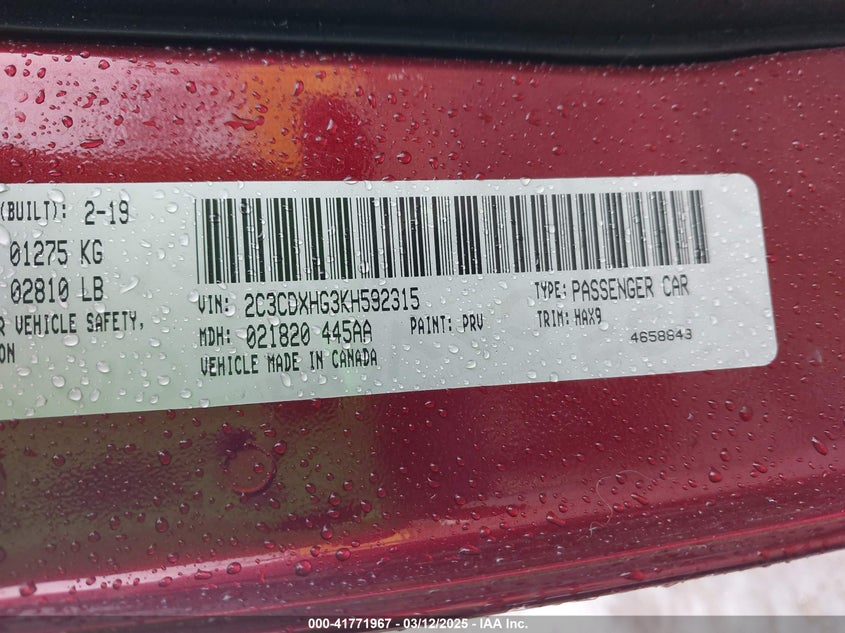 (BUILT): 2-19
01275 KG
02810 LB
R VEHICLE SAFETY,
ON
VIN: 2C3CDXHG3KH592315
TYPE: PASSENGER CAR
MDH: 021820 445AA
PAINT: PRV
TRIM: HAX9
VEHICLE MADE IN CANADA
4658843
000-41771967 - 03/12/2025 - IAA Inc.